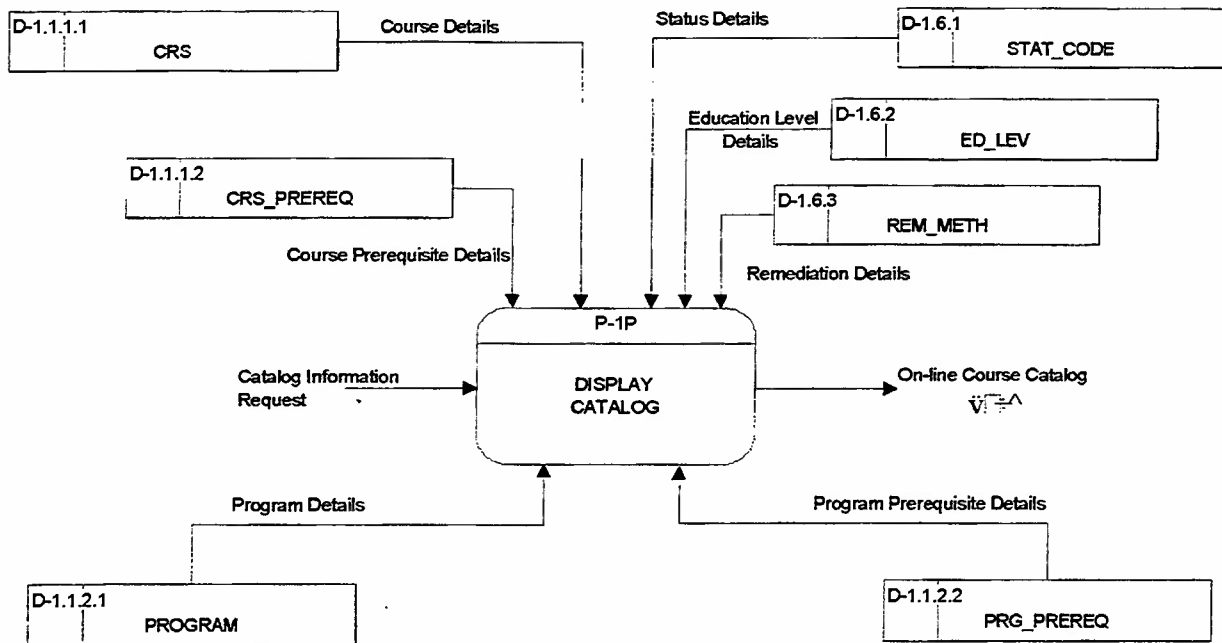 D-1.1.1.1
CRS
Course Details
Status Details
D-1.6.1
STAT_CODE
Education Level
Details
D-1.6.2
ED_LEV
D-1.1.1.2
CRS_PREREQ
Course Prerequisite Details
D-1.6.3
REM_METH
Remediation Details
P-1P
DISPLAY
CATALOG
Catalog Information
Request
On-line Course Catalog
Program Details
Program Prerequisite Details
D-1.1.2.1
PROGRAM
D-1.1.2.2
PRG_PREREQ